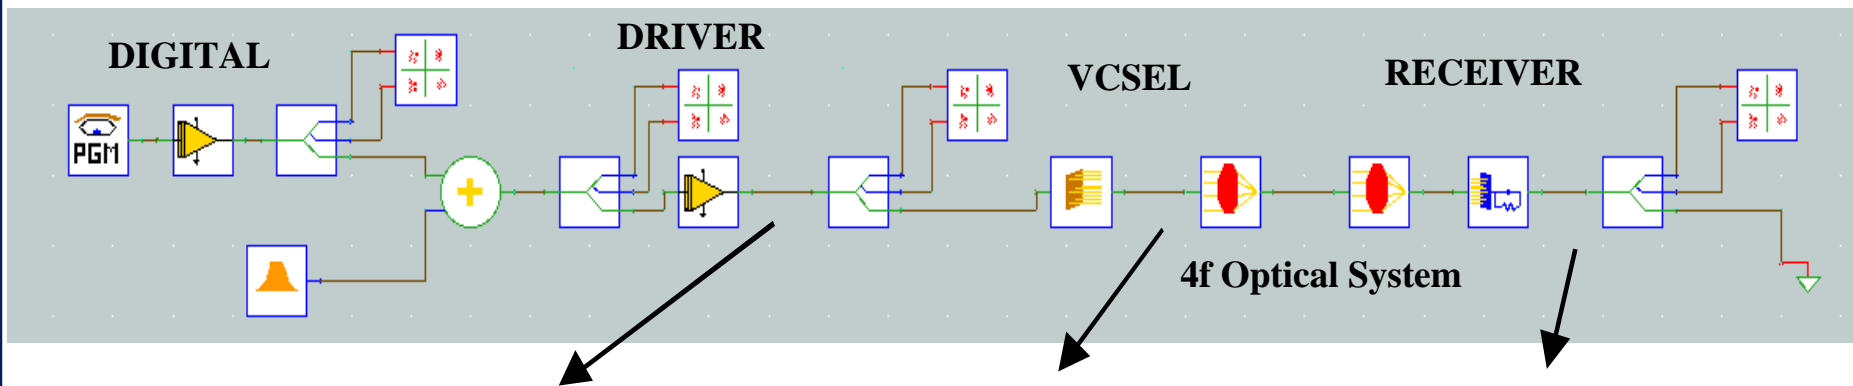 DIGITAL
DRIVER
VCSEL
RECEIVER
PGM
4f Optical System